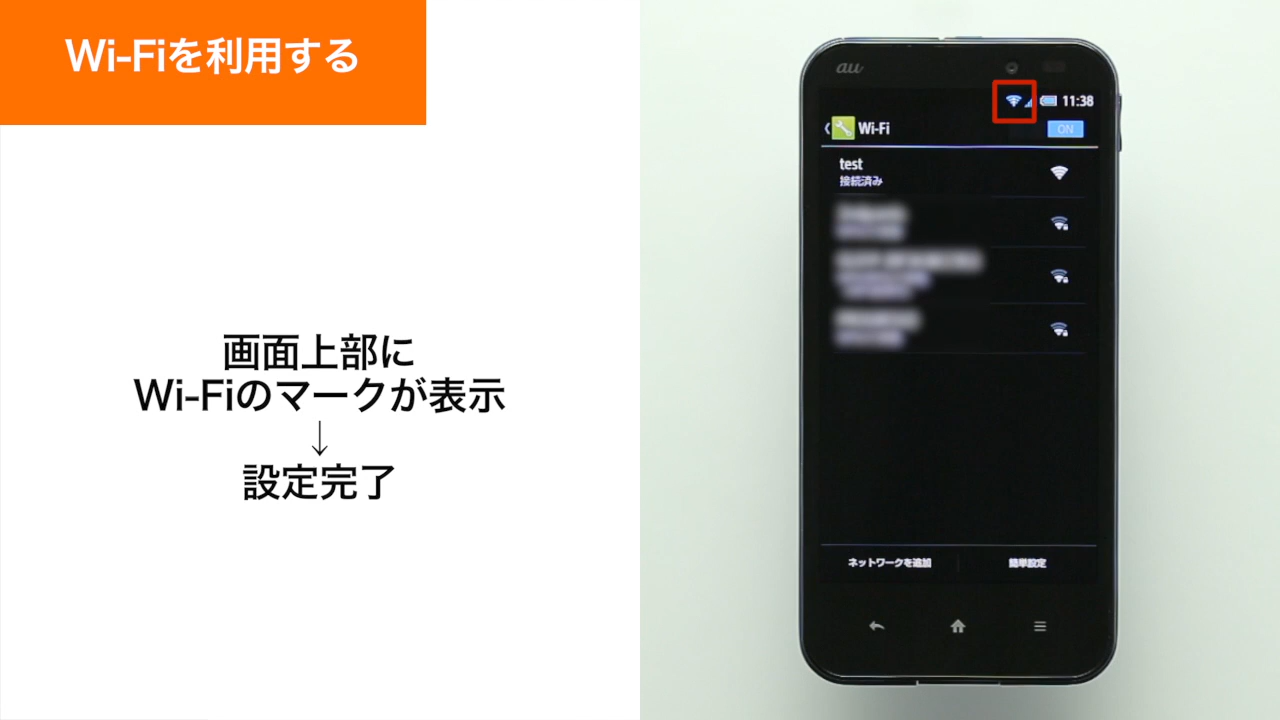 Wi-Fiを利用する
画面上部に
Wi-Fiのマークが表示
↓
設定完了
au
11:38
Wi-Fi
ON
test
接続済み
ネットワークを追加
簡単設定